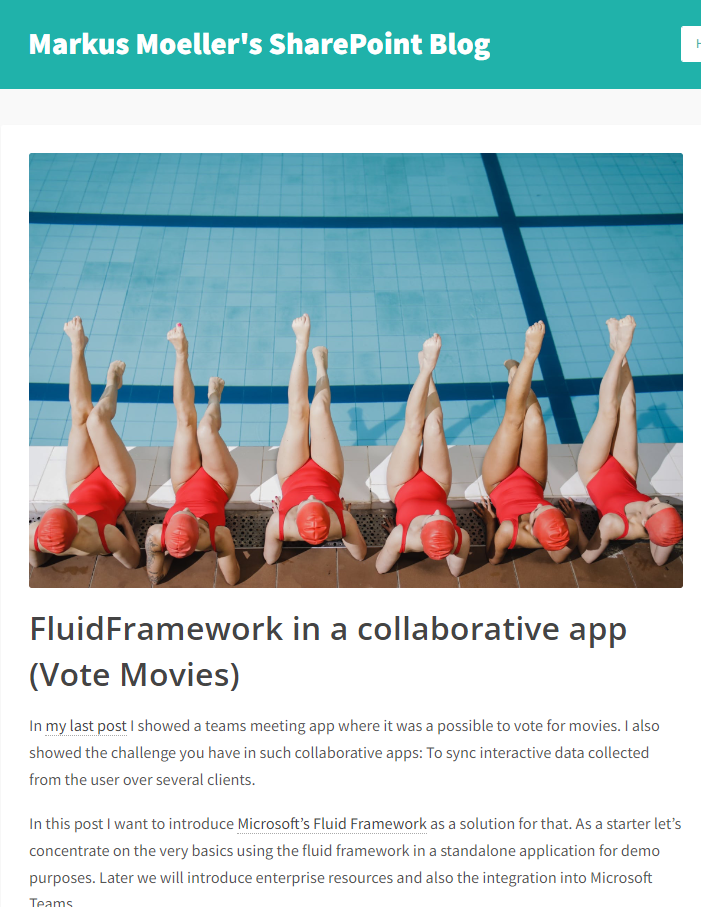 Markus Moeller's SharePoint Blog
H
FluidFramework in a collaborative app
(Vote Movies)
In my last post I showed a teams meeting app where it was a possible to vote for movies. I also
showed the challenge you have in such collaborative apps: To sync interactive data collected
from the user over several clients.
In this post I want to introduce Microsoft’s Fluid Framework as a solution for that. As a starter let’s
concentrate on the very basics using the fluid framework in a standalone application for demo
purposes. Later we will introduce enterprise resources and also the integration into Microsoft
Teams.